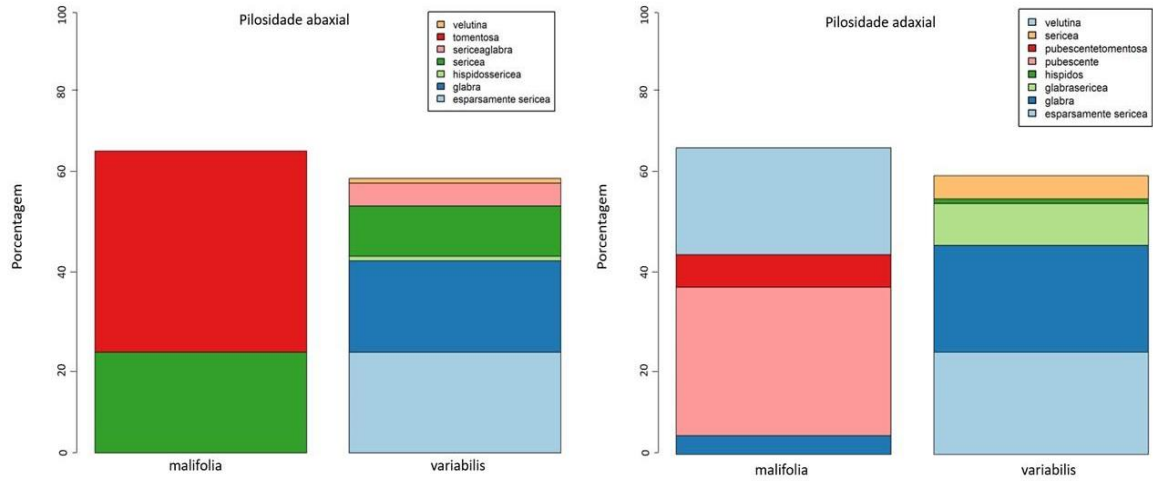 Pilosidade abaxial
velutina
tomentosa
sericeaglabra
sericea
hispidossericea
glabra
esparsamente sericea
Porcentagem
100
80
60
40
20
0
malifolia
variabilis
Pilosidade adaxial
velutina
sericea
pubescentetomentosa
pubescente
hispidos
glabrasericea
glabra
esparsamente sericea
Porcentagem
100
80
60
40
20
0
malifolia
variabilis